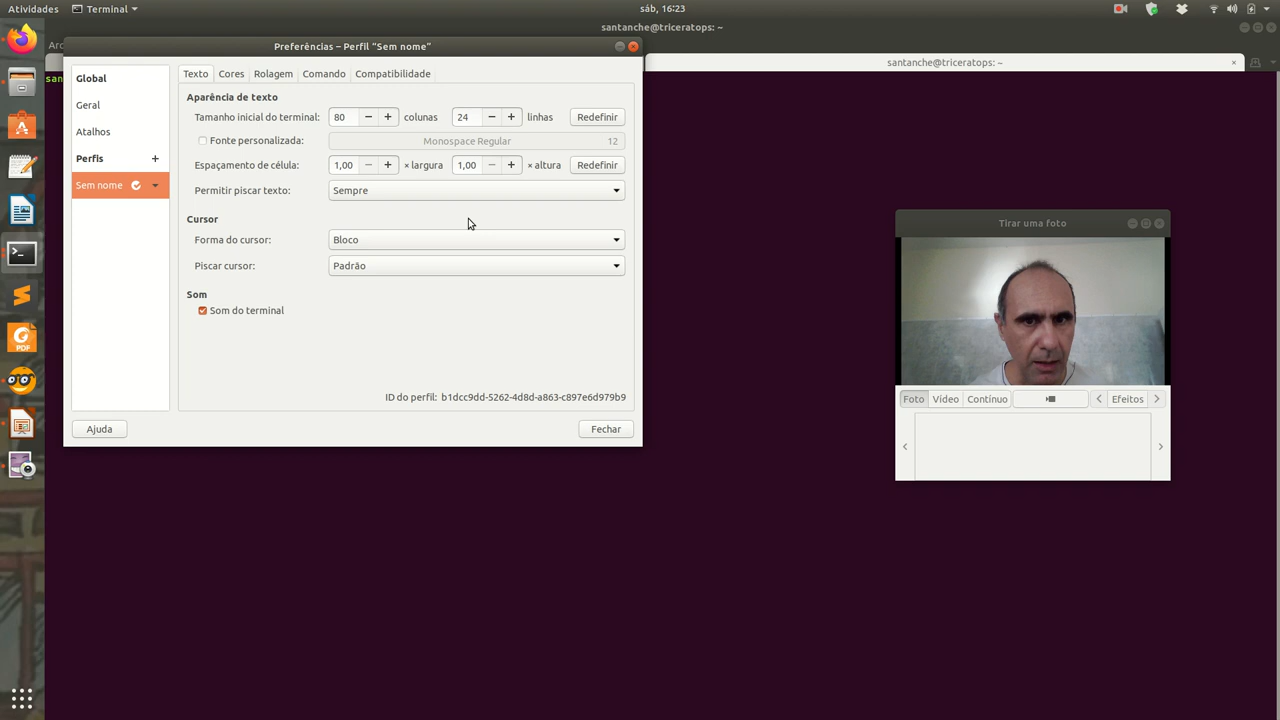 Atividades
Terminal
sáb, 16:23
santanche@triceratops: ~
Preferências – Perfil “Sem nome”
santanche@triceratops: ~
Global
Geral
Atalhos
Perfis
Sem nome
Texto Cores Rolagem Comando Compatibilidade
Aparência de texto
Tamanho inicial do terminal: 80 colunas 24 linhas Redefinir
Fonte personalizada: Monospace Regular 12
Espaçamento de célula: 1,00 × largura 1,00 × altura Redefinir
Permitir piscar texto: Sempre
Cursor
Forma do cursor: Bloco
Piscar cursor: Padrão
Som
Som do terminal
ID do perfil: b1dcc9dd-5262-4d8d-a863-c897e6d979b9
Ajuda
Fechar
Tirar uma foto
Foto Vídeo Contínuo Efeitos
PDF